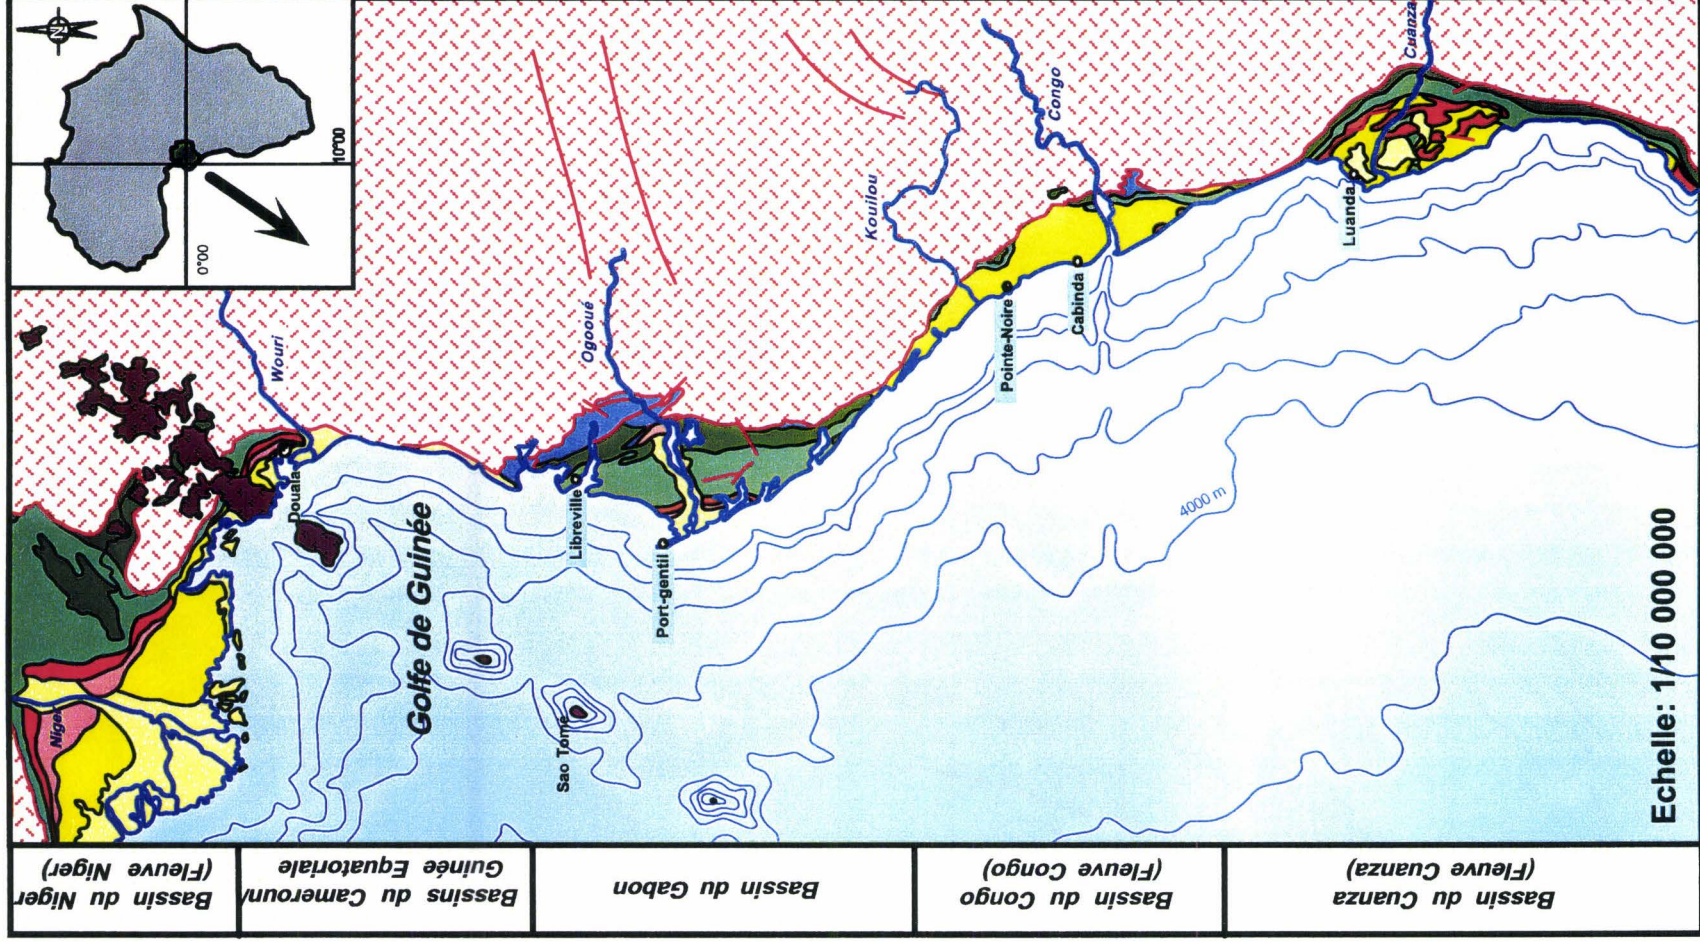 N
10°00
0°00
Wouri
Ogooué
Kouilou
Congo
Cuanza
Niger
Douala
Golfe de Guinée
Libreville
Port-gentil
Sao Tomé
Pointe-Noire
Cabinda
Luanda
4000 m
Echelle: 1/10 000 000
Bassin du Niger
(Fleuve Niger)
Bassins du Cameroun/
Guinée Equatoriale
Bassin du Gabon
Bassin du Congo
(Fleuve Congo)
Bassin du Cuanza
(Fleuve Cuanza)